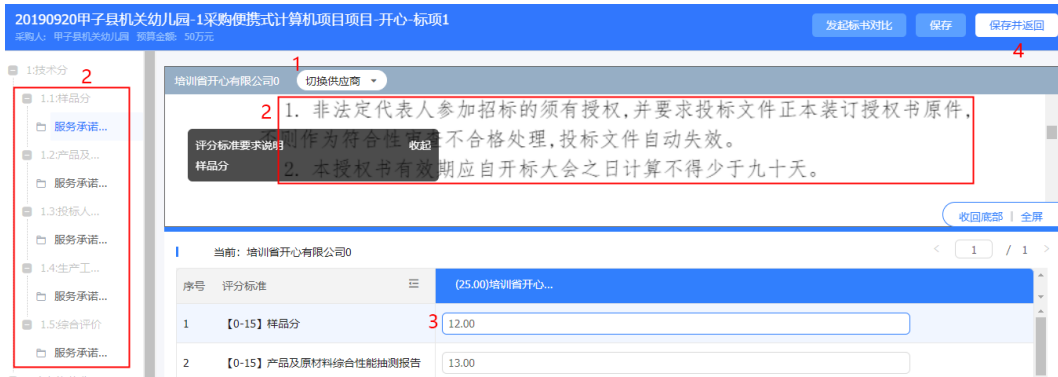 20190920甲子县机关幼儿园-1采购便携式计算机项目项目-开心-标项1
采购人: 甲子县机关幼儿园 预算金额: 50万元
发起标书对比
保存
保存并返回
4
1:技术分
2
1.1:样品分
服务承诺...
1.2:产品及...
服务承诺...
1.3:投标人...
服务承诺...
1.4:生产工...
服务承诺...
1.5:综合评价
服务承诺...
1
培训省开心有限公司0
切换供应商
2
1. 非法定代表人参加招标的须有授权,并要求投标文件正本装订授权书原件,
否则作为符合性审查不合格处理,投标文件自动失效。
2. 本授权书有效期应自开标大会之日计算不得少于九十天。
评分标准要求说明
收起
样品分
收回底部 | 全屏
当前: 培训省开心有限公司0
< 1 / 1 >
序号 评分标准 (25.00)培训省开心...
1 【0-15】样品分 3 12.00
2 【0-15】产品及原材料综合性能抽测报告 13.00